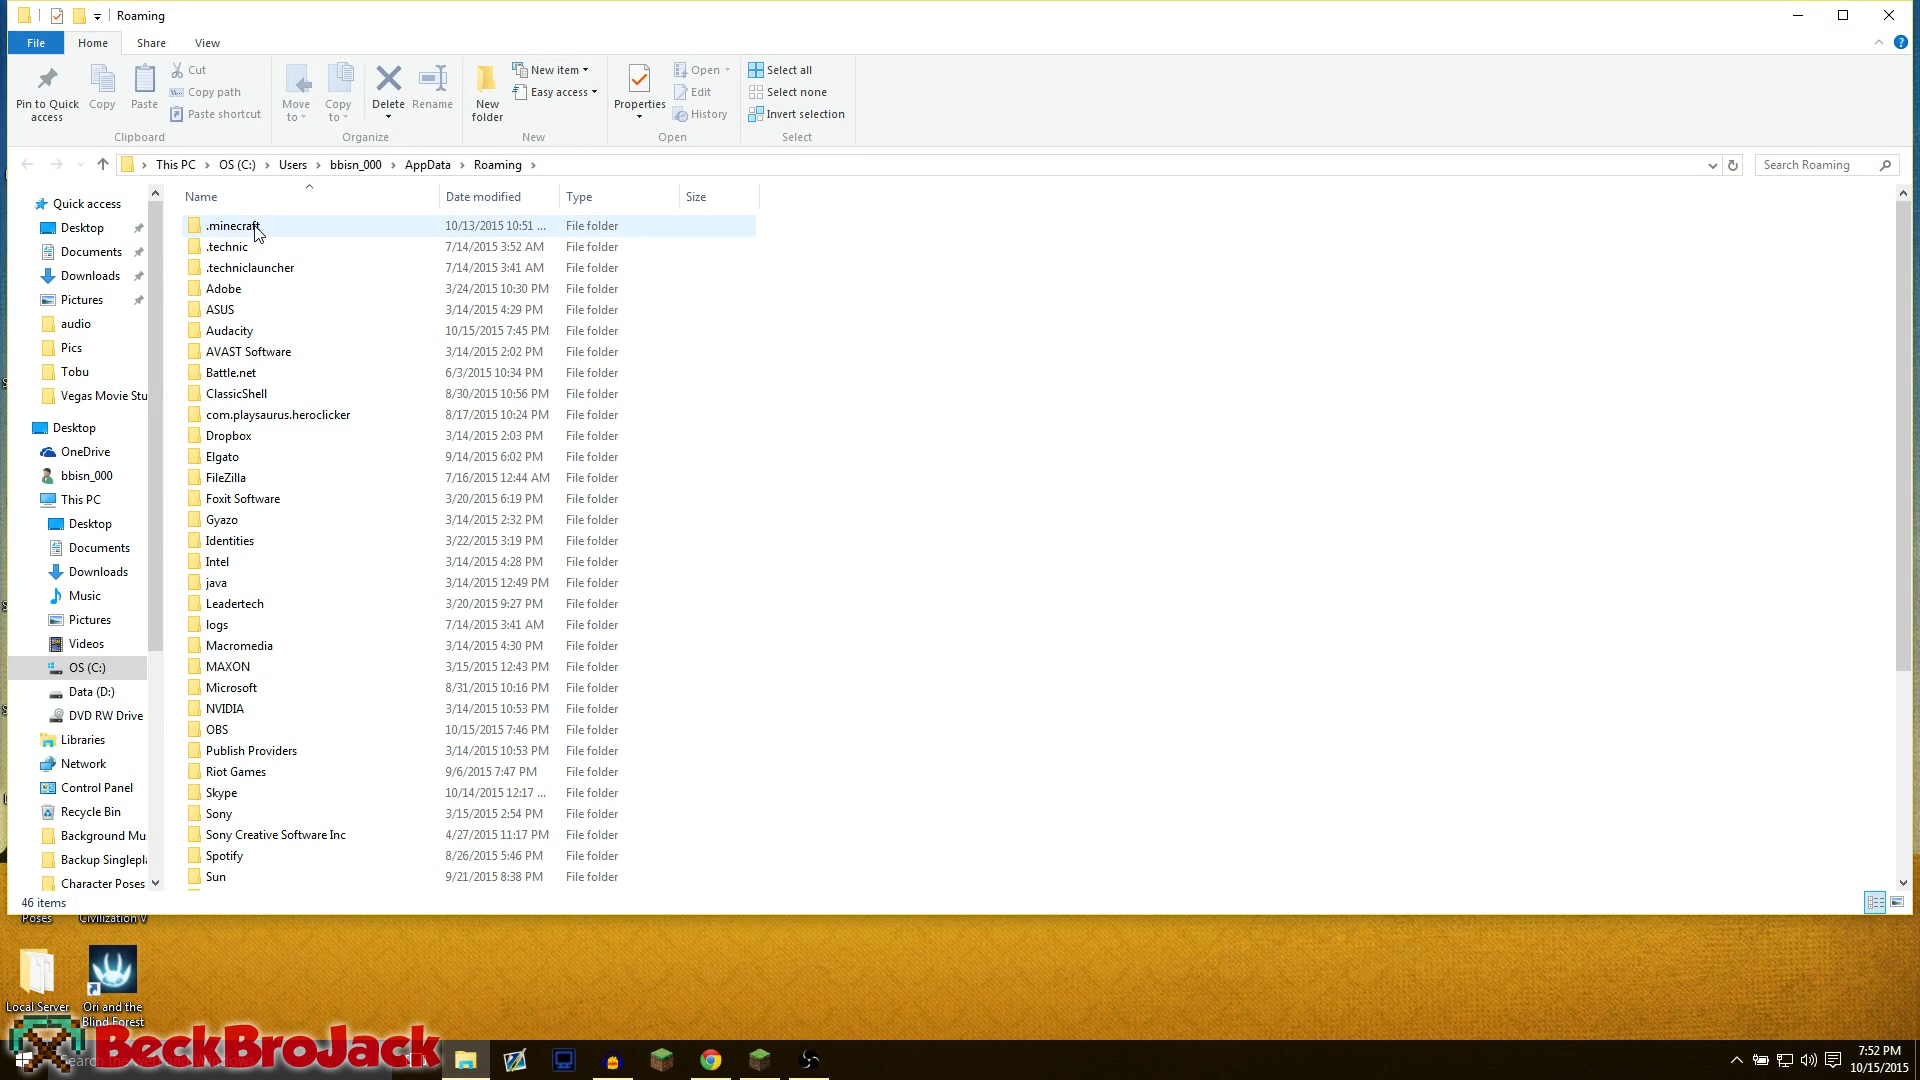 Roaming
File Home Share View
Pin to Quick access
Copy
Paste
Cut
Copy path
Paste shortcut
Clipboard
Move to
Copy to
Delete
Rename
Organize
New folder
New item
Easy access
New
Properties
Open
Edit
History
Open
Select all
Select none
Invert selection
Select
This PC OS (C:) Users bbisn_000 AppData Roaming
Search Roaming
Quick access
Desktop
Documents
Downloads
Pictures
audio
Pics
Tobu
Vegas Movie Stu
Desktop
OneDrive
bbisn_000
This PC
Desktop
Documents
Downloads
Music
Pictures
Videos
OS (C:)
Data (D:)
DVD RW Drive
Libraries
Network
Control Panel
Recycle Bin
Background Mu
Backup Singlepl
Character Poses
Name Date modified Type Size
.minecraft 10/13/2015 10:51 ... File folder
.technic 7/14/2015 3:52 AM File folder
.techniclauncher 7/14/2015 3:41 AM File folder
Adobe 3/24/2015 10:30 PM File folder
ASUS 3/14/2015 4:29 PM File folder
Audacity 10/15/2015 7:45 PM File folder
AVAST Software 3/14/2015 2:02 PM File folder
Battle.net 6/3/2015 10:34 PM File folder
ClassicShell 8/30/2015 10:56 PM File folder
com.playsaurus.heroclicker 8/17/2015 10:24 PM File folder
Dropbox 3/14/2015 2:03 PM File folder
Elgato 9/14/2015 6:02 PM File folder
FileZilla 7/16/2015 12:44 AM File folder
Foxit Software 3/20/2015 6:19 PM File folder
Gyazo 3/14/2015 2:32 PM File folder
Identities 3/22/2015 3:19 PM File folder
Intel 3/14/2015 4:28 PM File folder
java 3/14/2015 12:49 PM File folder
Leadertech 3/20/2015 9:27 PM File folder
logs 7/14/2015 3:41 AM File folder
Macromedia 3/14/2015 4:30 PM File folder
MAXON 3/15/2015 12:43 PM File folder
Microsoft 8/31/2015 10:16 PM File folder
NVIDIA 3/14/2015 10:53 PM File folder
OBS 10/15/2015 7:46 PM File folder
Publish Providers 3/14/2015 10:53 PM File folder
Riot Games 9/6/2015 7:47 PM File folder
Skype 10/14/2015 12:17 ... File folder
Sony 3/15/2015 2:54 PM File folder
Sony Creative Software Inc 4/27/2015 11:17 PM File folder
Spotify 8/26/2015 5:46 PM File folder
Sun 9/21/2015 8:38 PM File folder
46 items
Poses
Civilization V
Local Server
Ori and the
Blind Forest
BeckBroJack
7:52 PM
10/15/2015